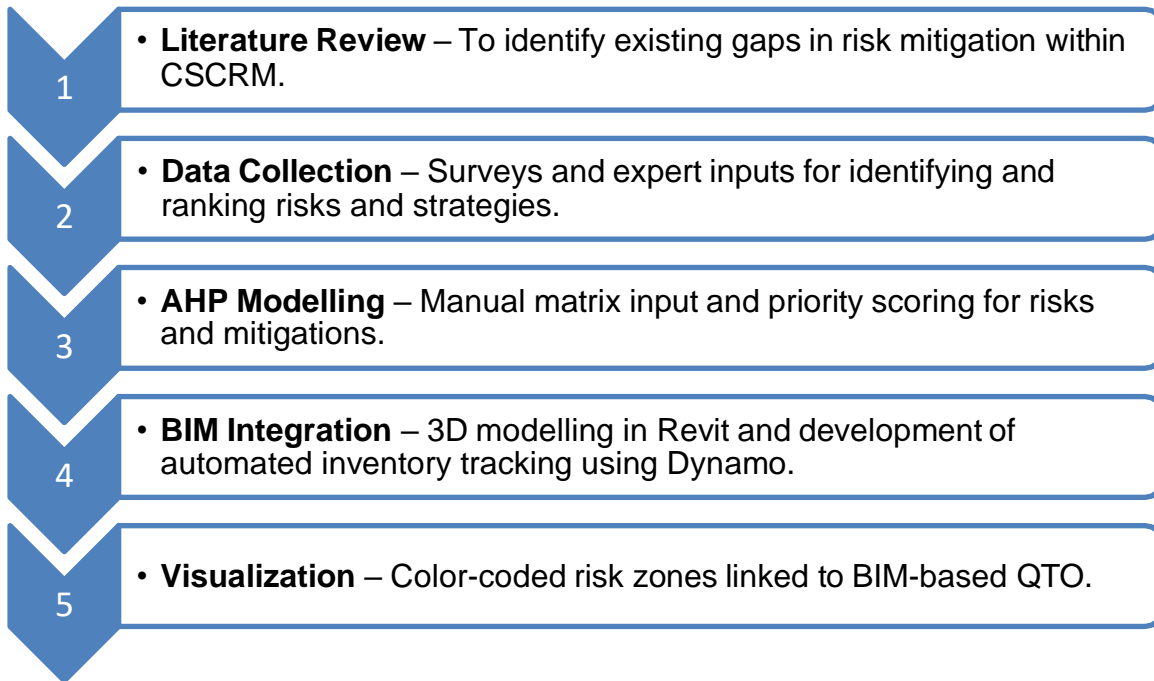 1
• Literature Review – To identify existing gaps in risk mitigation within
CSCRM.
2
• Data Collection – Surveys and expert inputs for identifying and
ranking risks and strategies.
3
• AHP Modelling – Manual matrix input and priority scoring for risks
and mitigations.
4
• BIM Integration – 3D modelling in Revit and development of
automated inventory tracking using Dynamo.
5
• Visualization – Color-coded risk zones linked to BIM-based QTO.